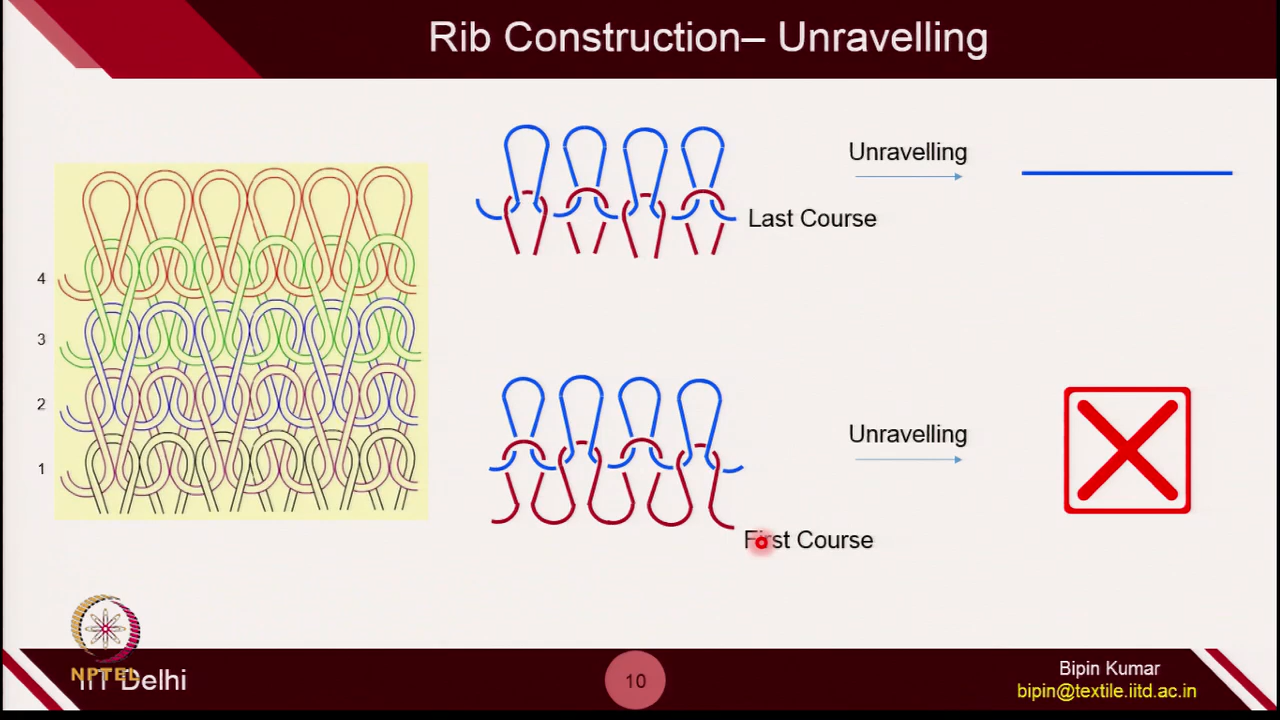 Rib Construction– Unravelling
Unravelling
Last Course
4
3
2
1
Unravelling
First Course
NPTEL
IIT Delhi
10
Bipin Kumar
bipin@textile.iitd.ac.in